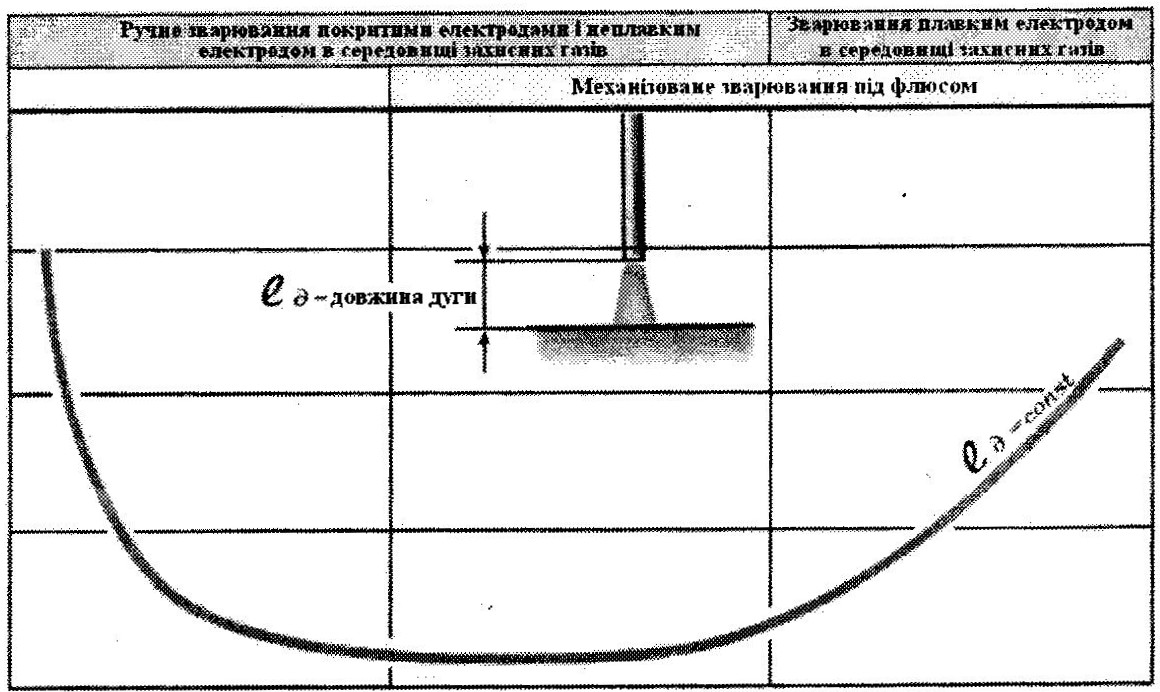 Ручне зварювання покритими електродами і неплавким
електродом в середовищі захисних газів
Зварювання плавким електродом
в середовищі захисних газів
Механізоване зварювання під флюсом
ℓ д – довжина дуги
ℓ д = const